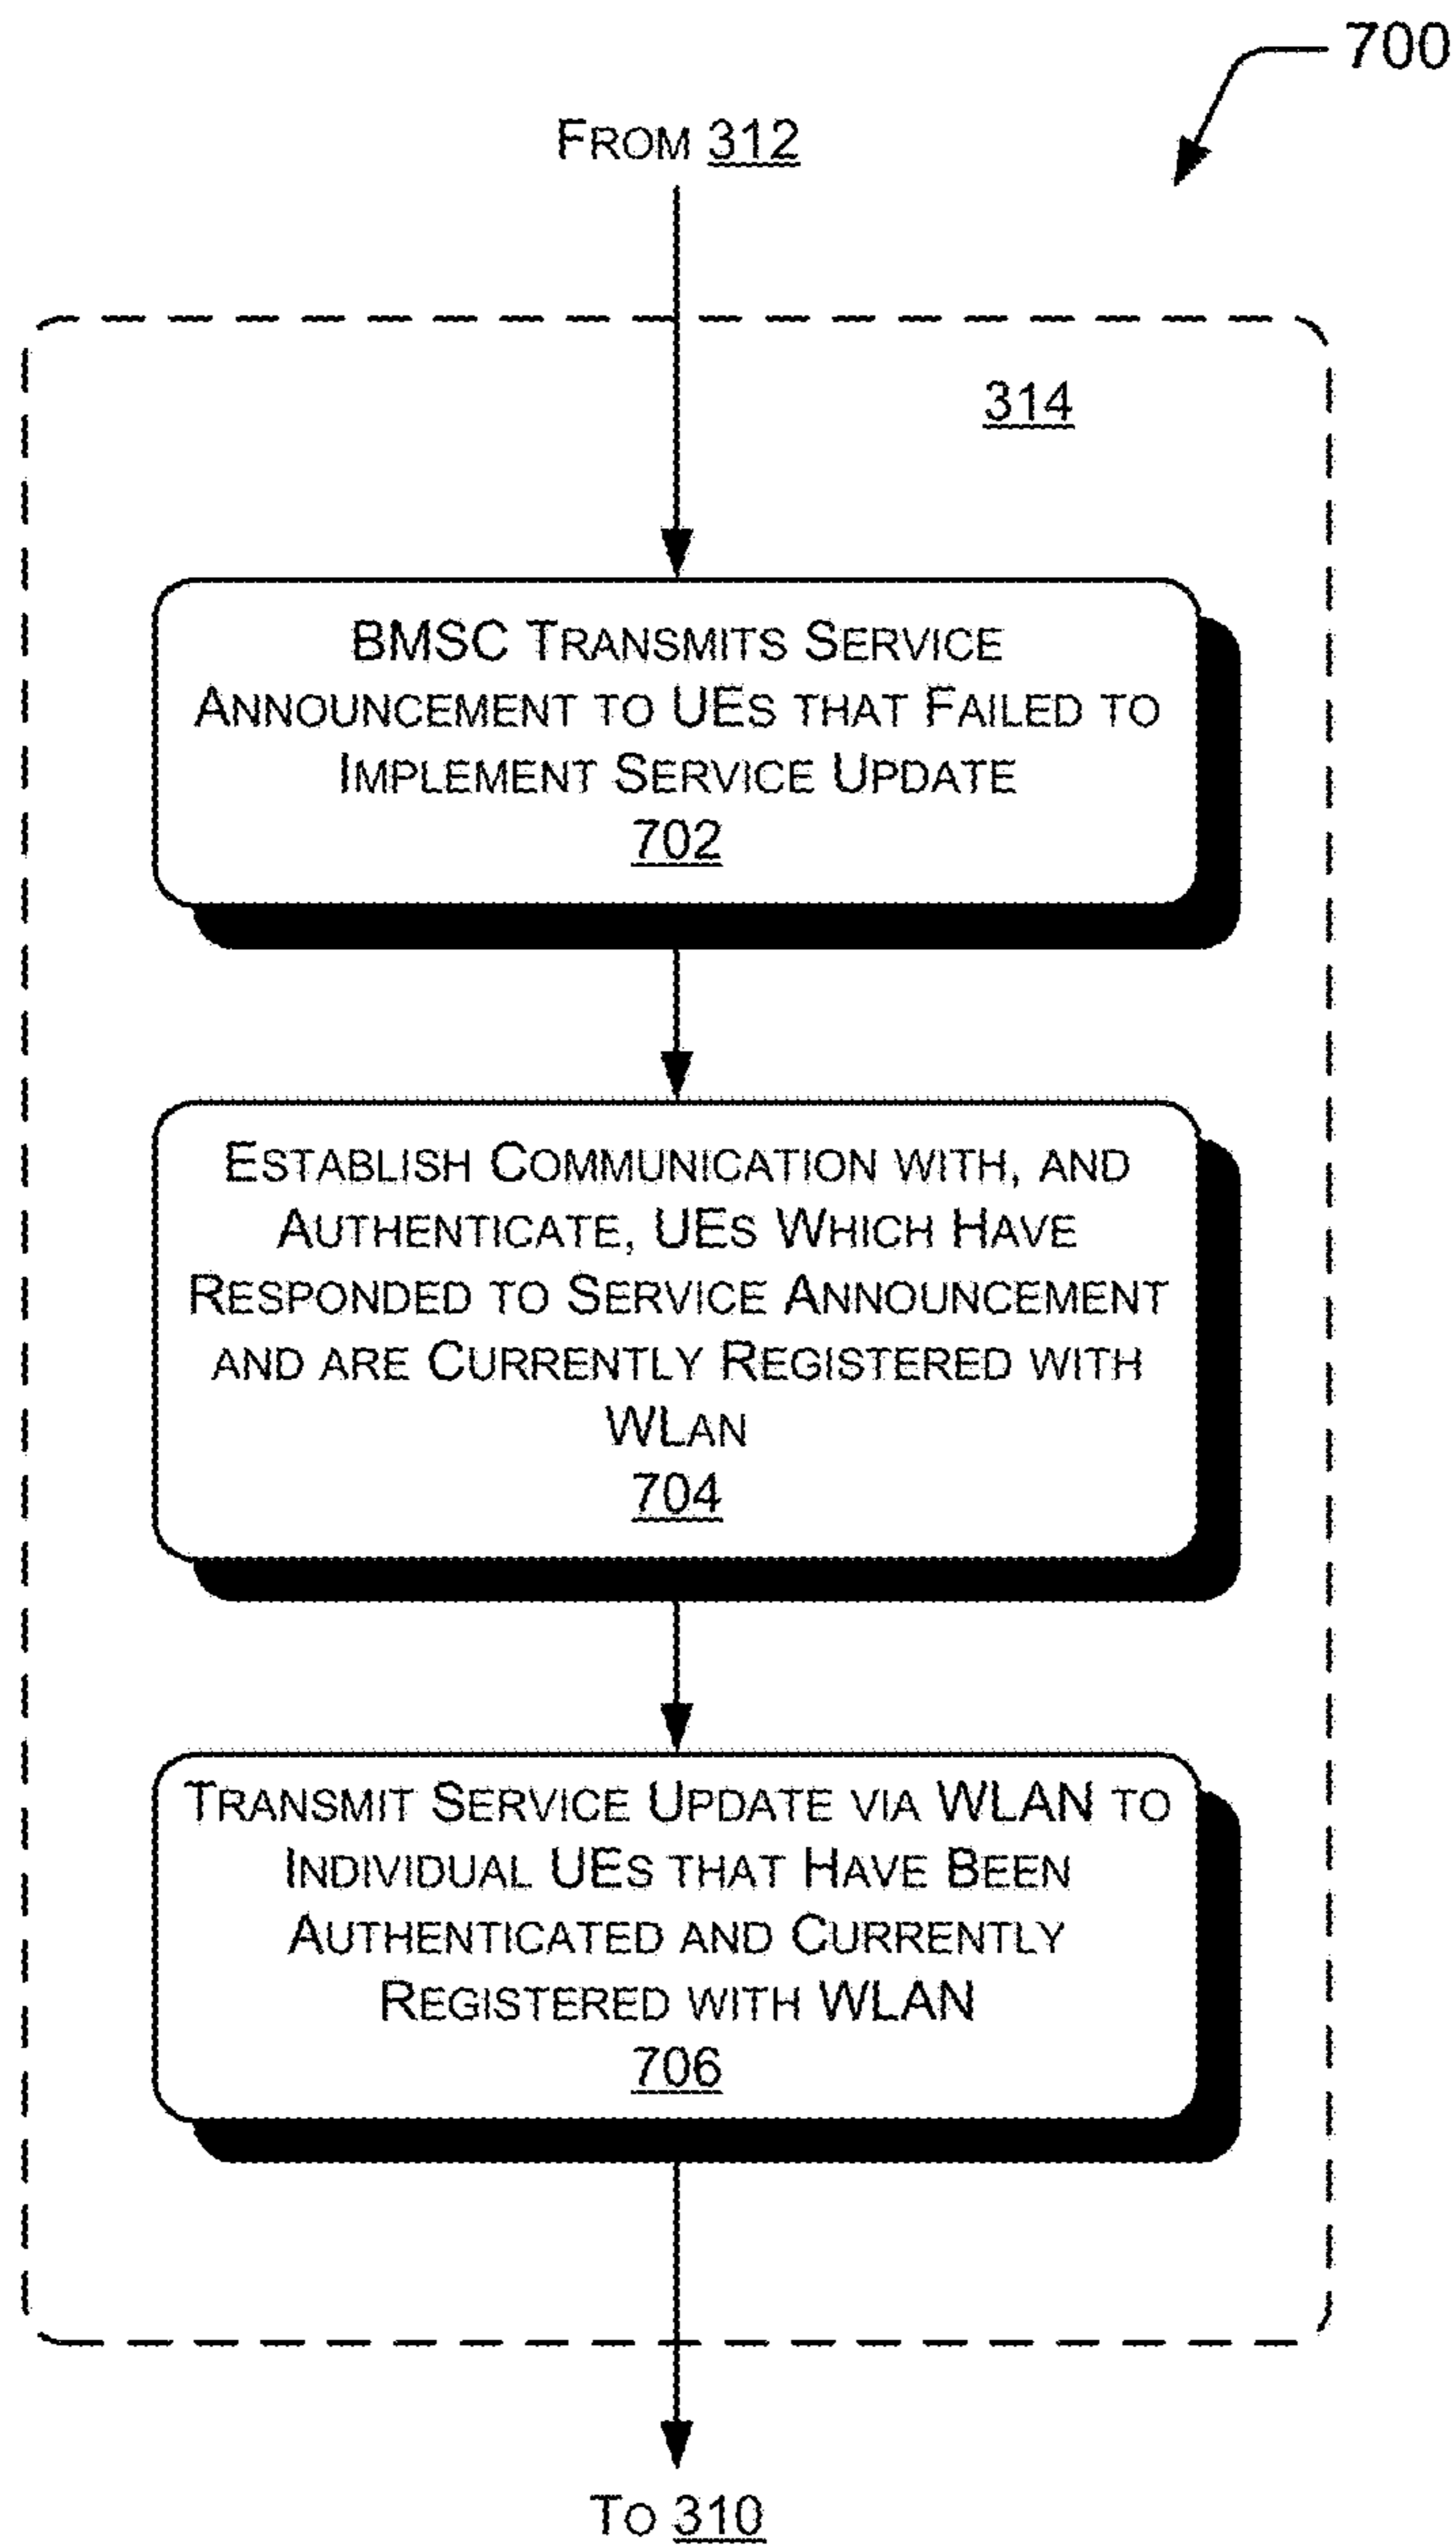 700
FROM 312
314
BMSC TRANSMITS SERVICE
ANNOUNCEMENT TO UES THAT FAILED TO
IMPLEMENT SERVICE UPDATE
702
ESTABLISH COMMUNICATION WITH, AND
AUTHENTICATE, UES WHICH HAVE
RESPONDED TO SERVICE ANNOUNCEMENT
AND ARE CURRENTLY REGISTERED WITH
WLAN
704
TRANSMIT SERVICE UPDATE VIA WLAN TO
INDIVIDUAL UES THAT HAVE BEEN
AUTHENTICATED AND CURRENTLY
REGISTERED WITH WLAN
706
TO 310